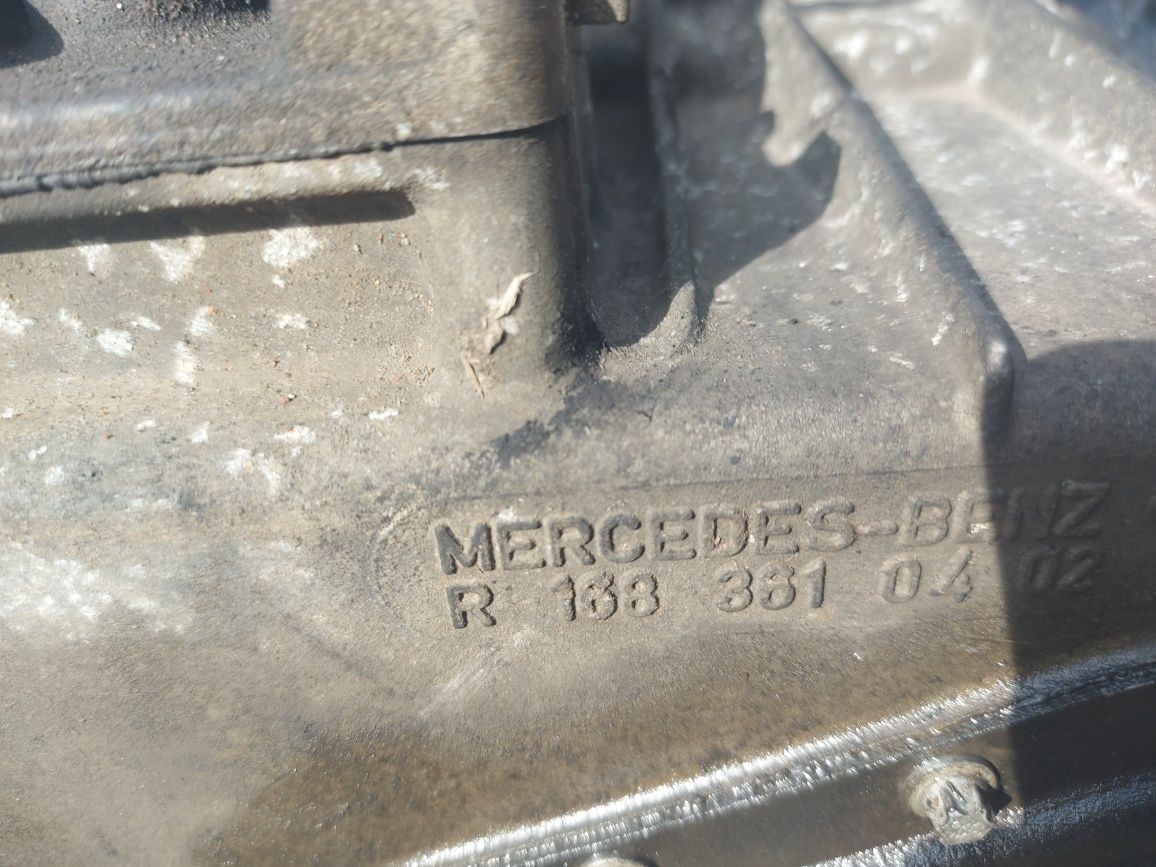 MERCEDES-BENZ
R 168 361 04 02